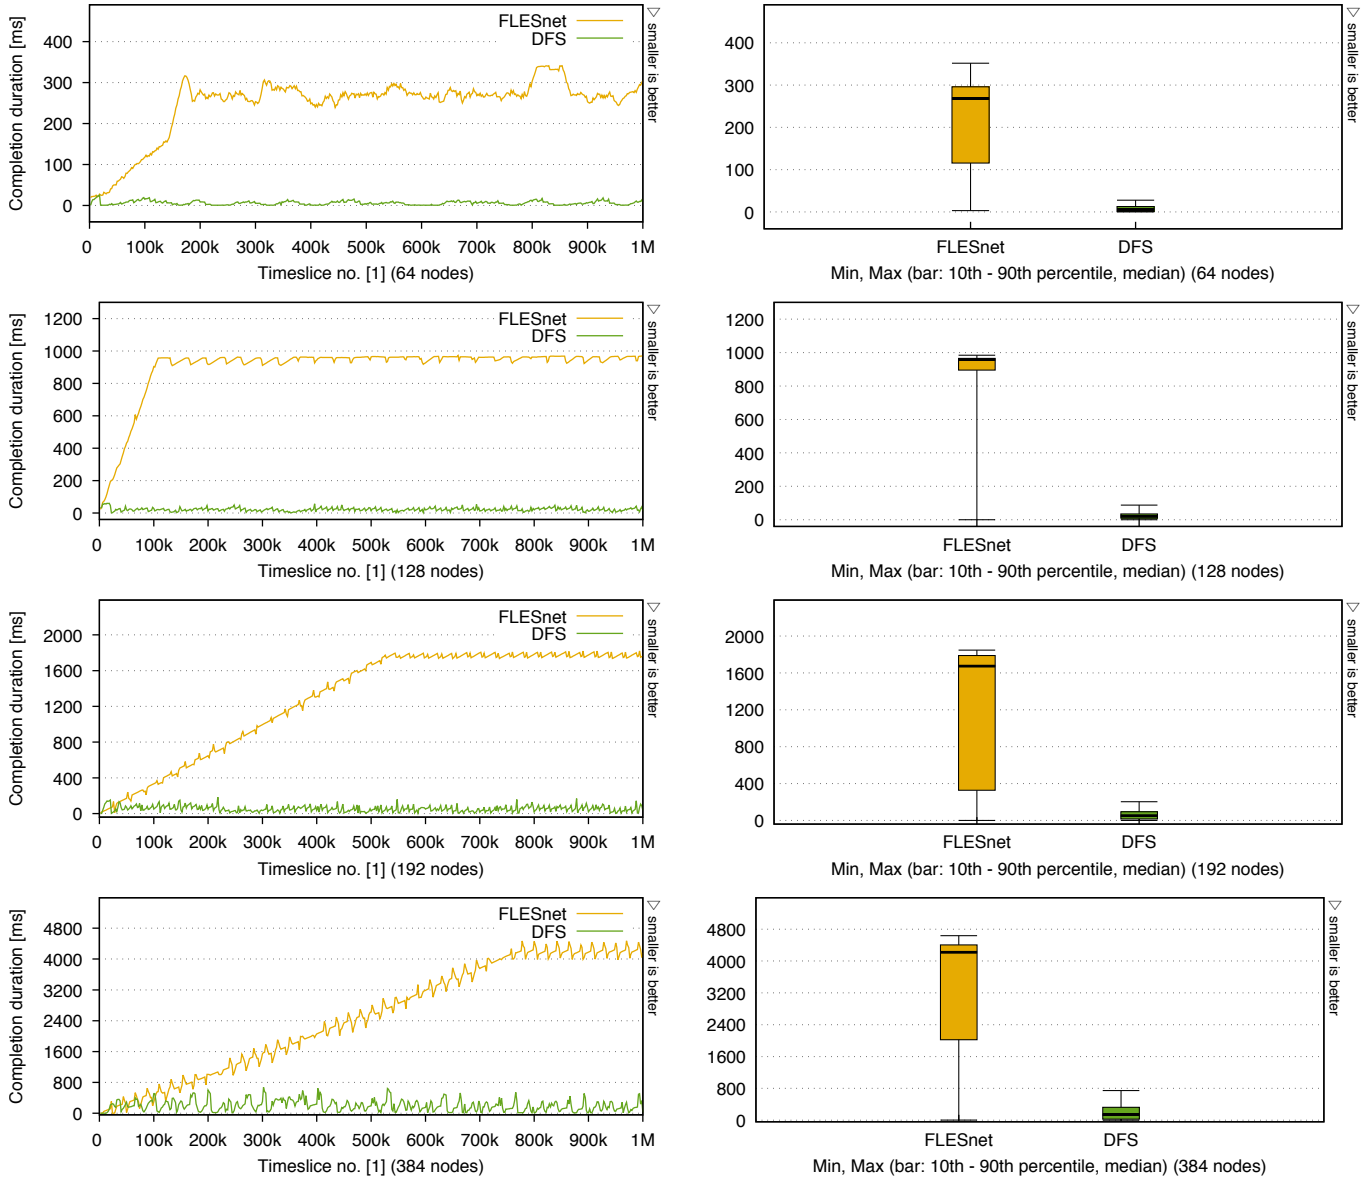 Completion duration [ms]
400
300
200
100
0
FLESnet
DFS
0 100k 200k 300k 400k 500k 600k 700k 800k 900k 1M
Timeslice no. [1] (64 nodes)
smaller is better
400
300
200
100
0
FLESnet DFS
Min, Max (bar: 10th - 90th percentile, median) (64 nodes)
smaller is better
Completion duration [ms]
1200
1000
800
600
400
200
0
FLESnet
DFS
0 100k 200k 300k 400k 500k 600k 700k 800k 900k 1M
Timeslice no. [1] (128 nodes)
smaller is better
1200
1000
800
600
400
200
0
FLESnet DFS
Min, Max (bar: 10th - 90th percentile, median) (128 nodes)
smaller is better
Completion duration [ms]
2000
1600
1200
800
400
0
FLESnet
DFS
0 100k 200k 300k 400k 500k 600k 700k 800k 900k 1M
Timeslice no. [1] (192 nodes)
smaller is better
2000
1600
1200
800
400
0
FLESnet DFS
Min, Max (bar: 10th - 90th percentile, median) (192 nodes)
smaller is better
Completion duration [ms]
4800
4000
3200
2400
1600
800
0
FLESnet
DFS
0 100k 200k 300k 400k 500k 600k 700k 800k 900k 1M
Timeslice no. [1] (384 nodes)
smaller is better
4800
4000
3200
2400
1600
800
0
FLESnet DFS
Min, Max (bar: 10th - 90th percentile, median) (384 nodes)
smaller is better